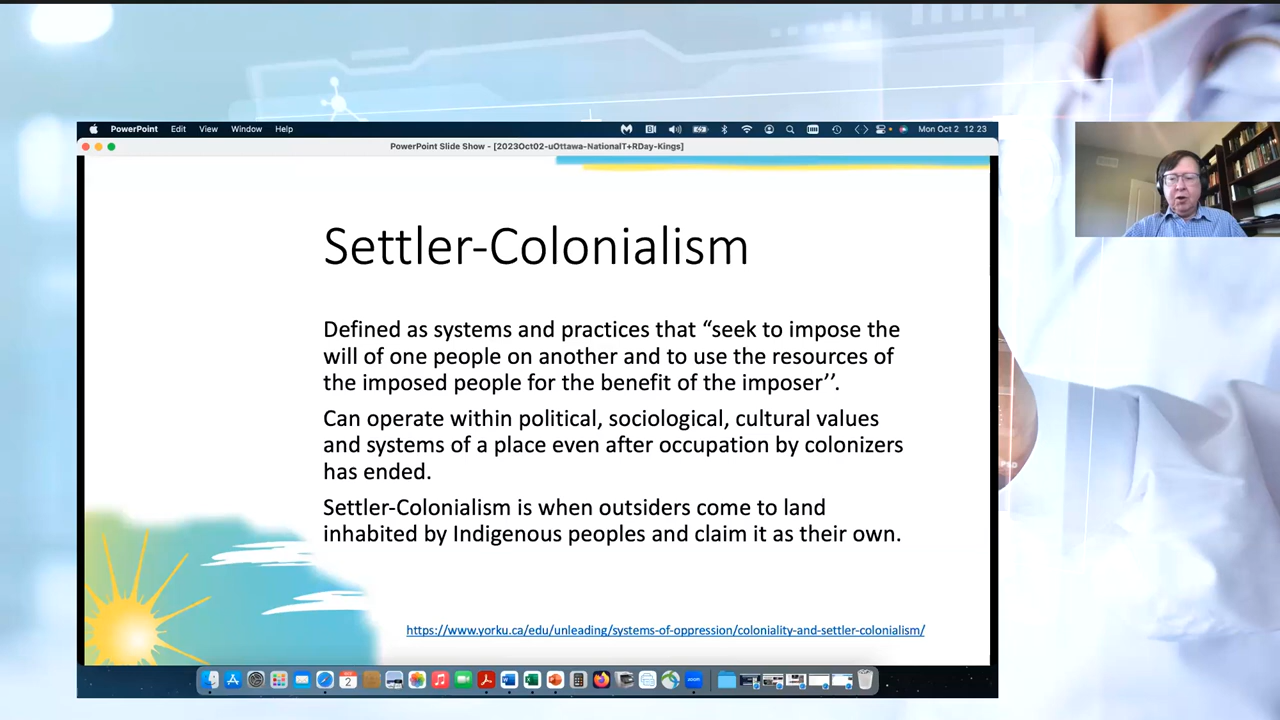 PowerPoint Edit View Window Help Mon Oct 2 12 23
PowerPoint Slide Show - [2023Oct02-uOttawa-NationalT+RDay-Kings]
Settler-Colonialism
Defined as systems and practices that “seek to impose the
will of one people on another and to use the resources of
the imposed people for the benefit of the imposer’’.
Can operate within political, sociological, cultural values
and systems of a place even after occupation by colonizers
has ended.
Settler-Colonialism is when outsiders come to land
inhabited by Indigenous peoples and claim it as their own.
https://www.yorku.ca/edu/unleading/systems-of-oppression/coloniality-and-settler-colonialism/
2
zoom